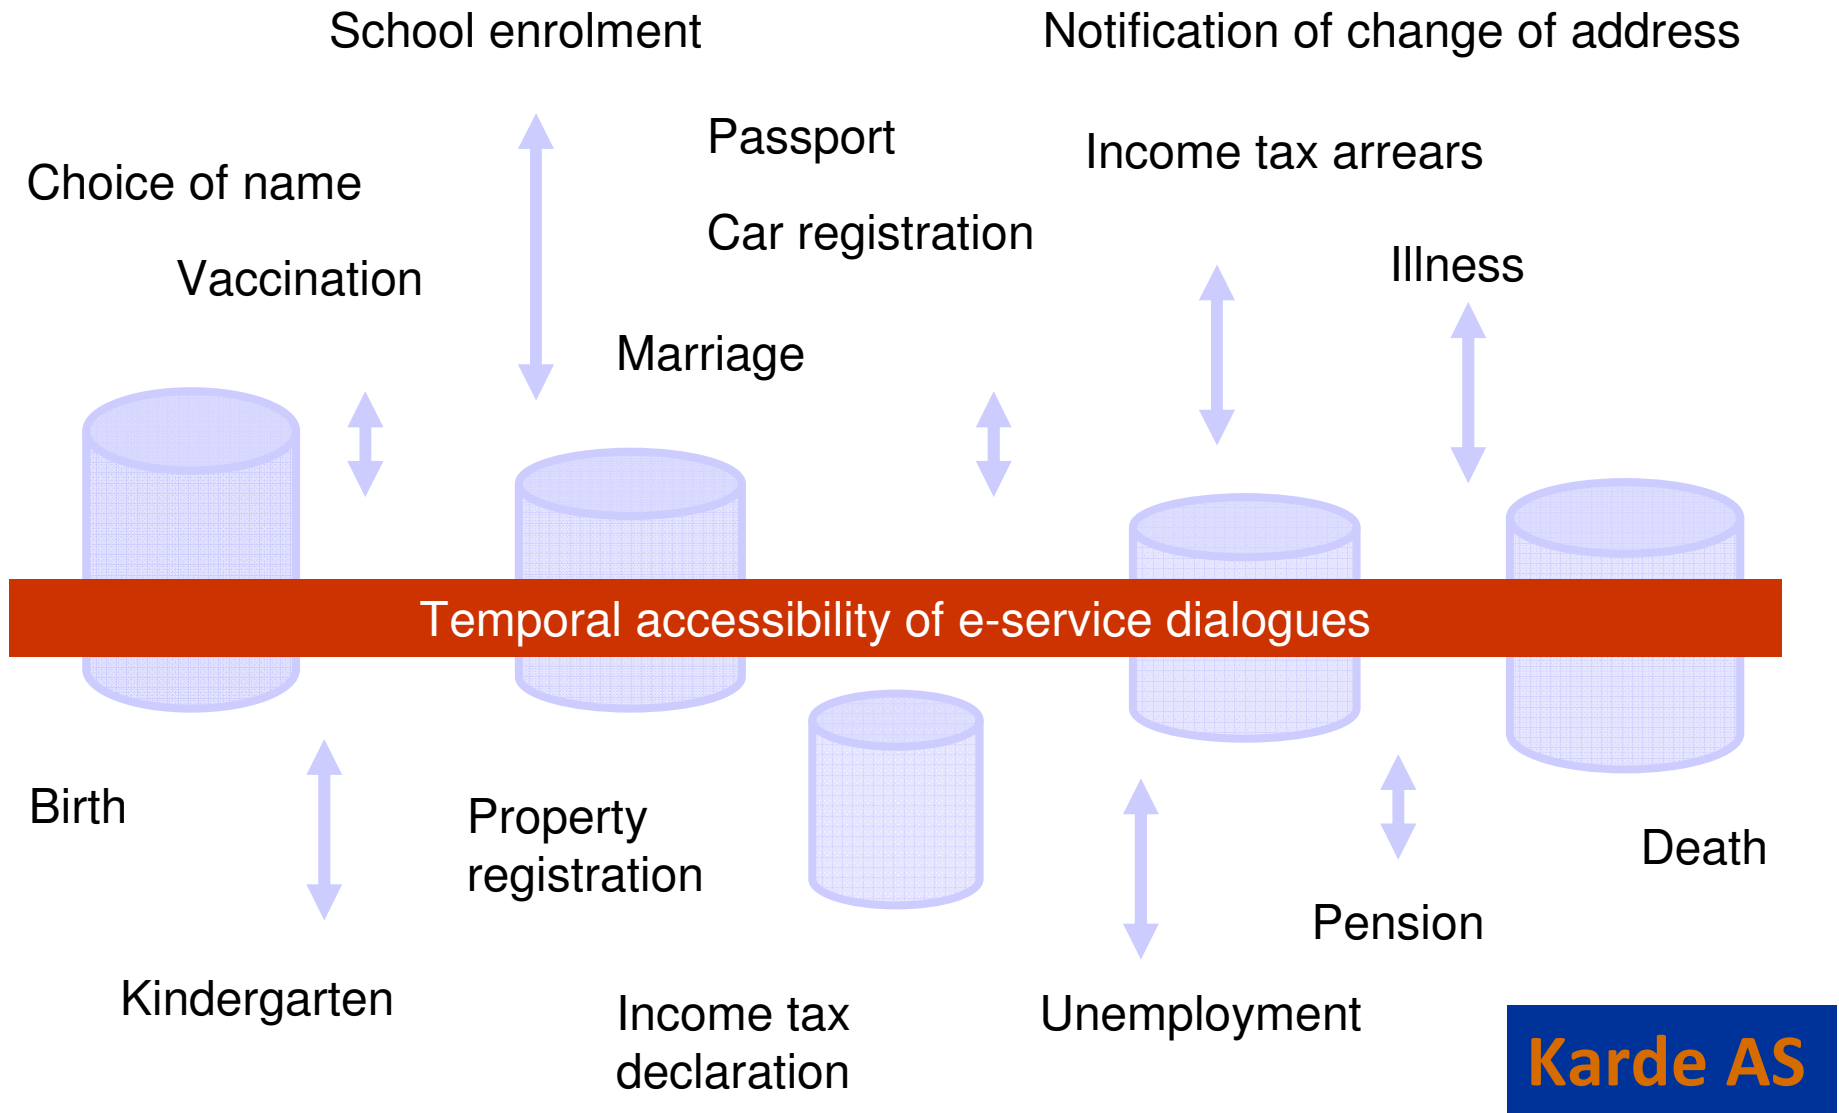 School enrolment
Notification of change of address
Passport
Income tax arrears
Choice of name
Car registration
Illness
Vaccination
Marriage
Temporal accessibility of e-service dialogues
Birth
Property
registration
Death
Pension
Kindergarten
Income tax
declaration
Unemployment
Karde AS